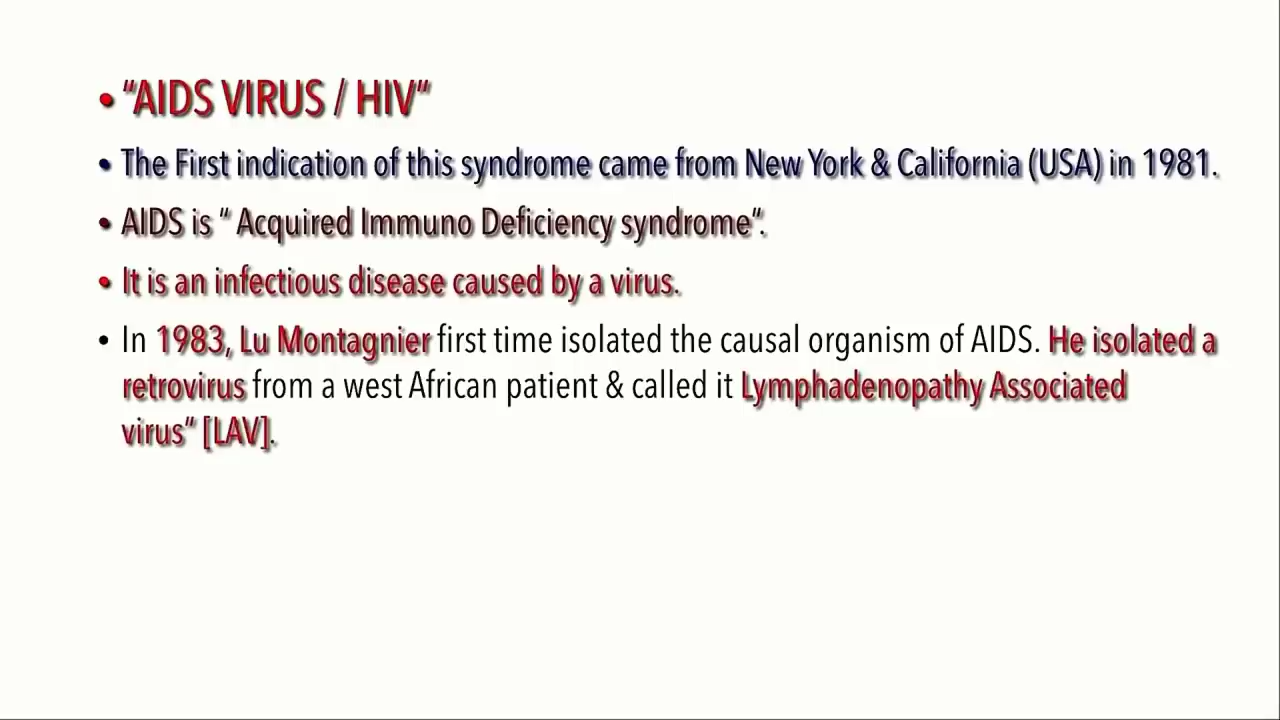 • “AIDS VIRUS / HIV“
• The First indication of this syndrome came from New York & California (USA) in 1981.
• AIDS is “ Acquired Immuno Deficiency syndrome“.
• It is an infectious disease caused by a virus.
• In 1983, Lu Montagnier first time isolated the causal organism of AIDS. He isolated a
retrovirus from a west African patient & called it Lymphadenopathy Associated
virus“ [LAV].